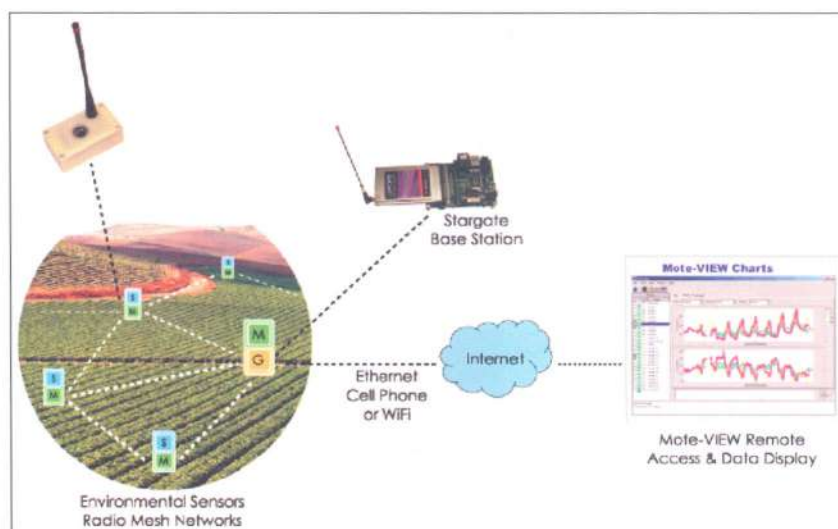 Stargate
Base Station
Mote-VIEW Charts
S
M
S
M
M
G
S
M
S
M
Internet
Ethernet
Cell Phone
or WiFi
Mote-VIEW Remote
Access & Data Display
Environmental Sensors
Radio Mesh Networks